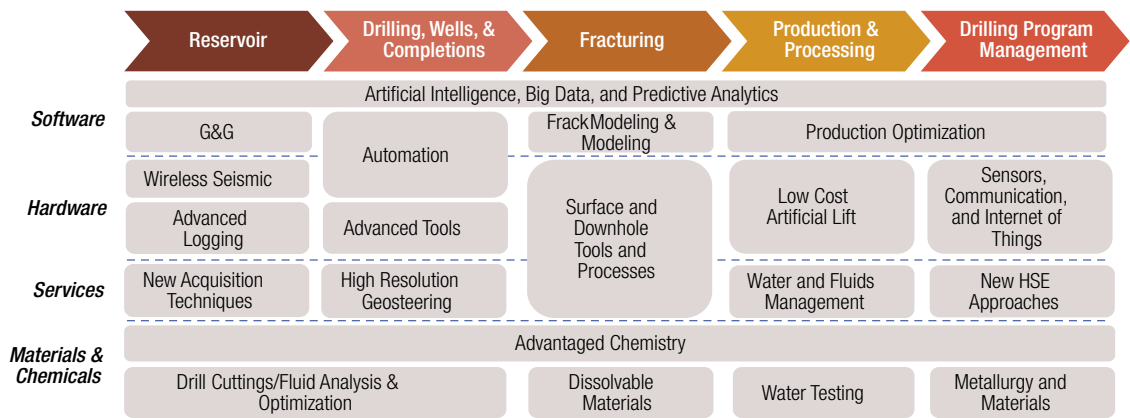 Reservoir
Drilling, Wells, &
Completions
Fracturing
Production &
Processing
Drilling Program
Management
Software
Artificial Intelligence, Big Data, and Predictive Analytics
G&G
Automation
FrackModeling &
Modeling
Production Optimization
Hardware
Wireless Seismic
Advanced
Logging
Advanced Tools
Surface and
Downhole
Tools and
Processes
Low Cost
Artificial Lift
Sensors,
Communication,
and Internet of
Things
Services
New Acquisition
Techniques
High Resolution
Geosteering
Water and Fluids
Management
New HSE
Approaches
Materials &
Chemicals
Advantaged Chemistry
Drill Cuttings/Fluid Analysis &
Optimization
Dissolvable
Materials
Water Testing
Metallurgy and
Materials